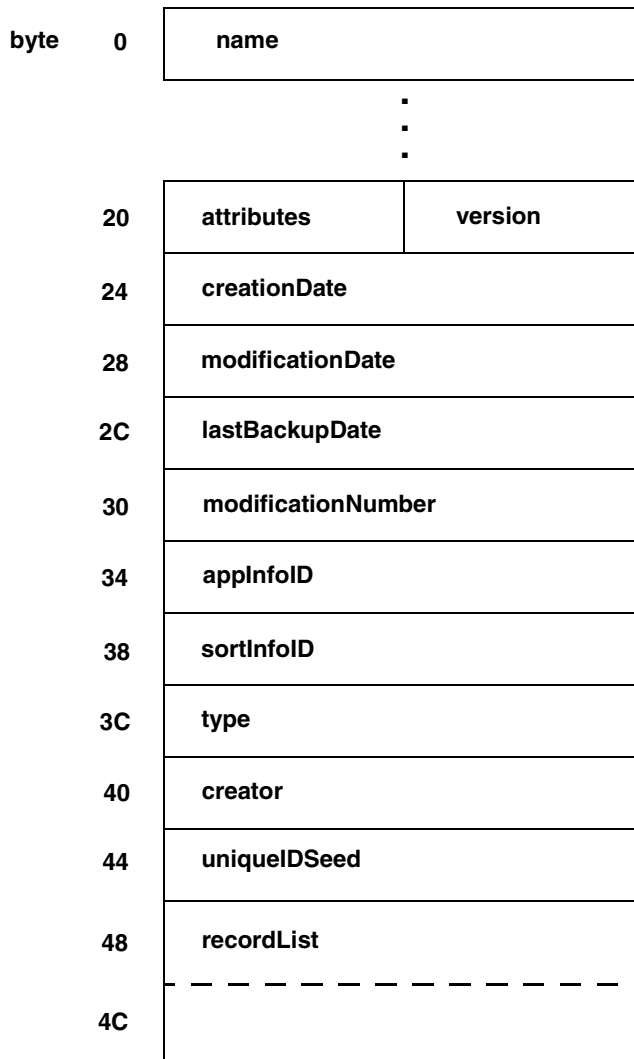 byte 0 name
20 attributes version
24 creationDate
28 modificationDate
2C lastBackupDate
30 modificationNumber
34 appInfoID
38 sortInfoID
3C type
40 creator
44 uniqueIDSeed
48 recordList
4C